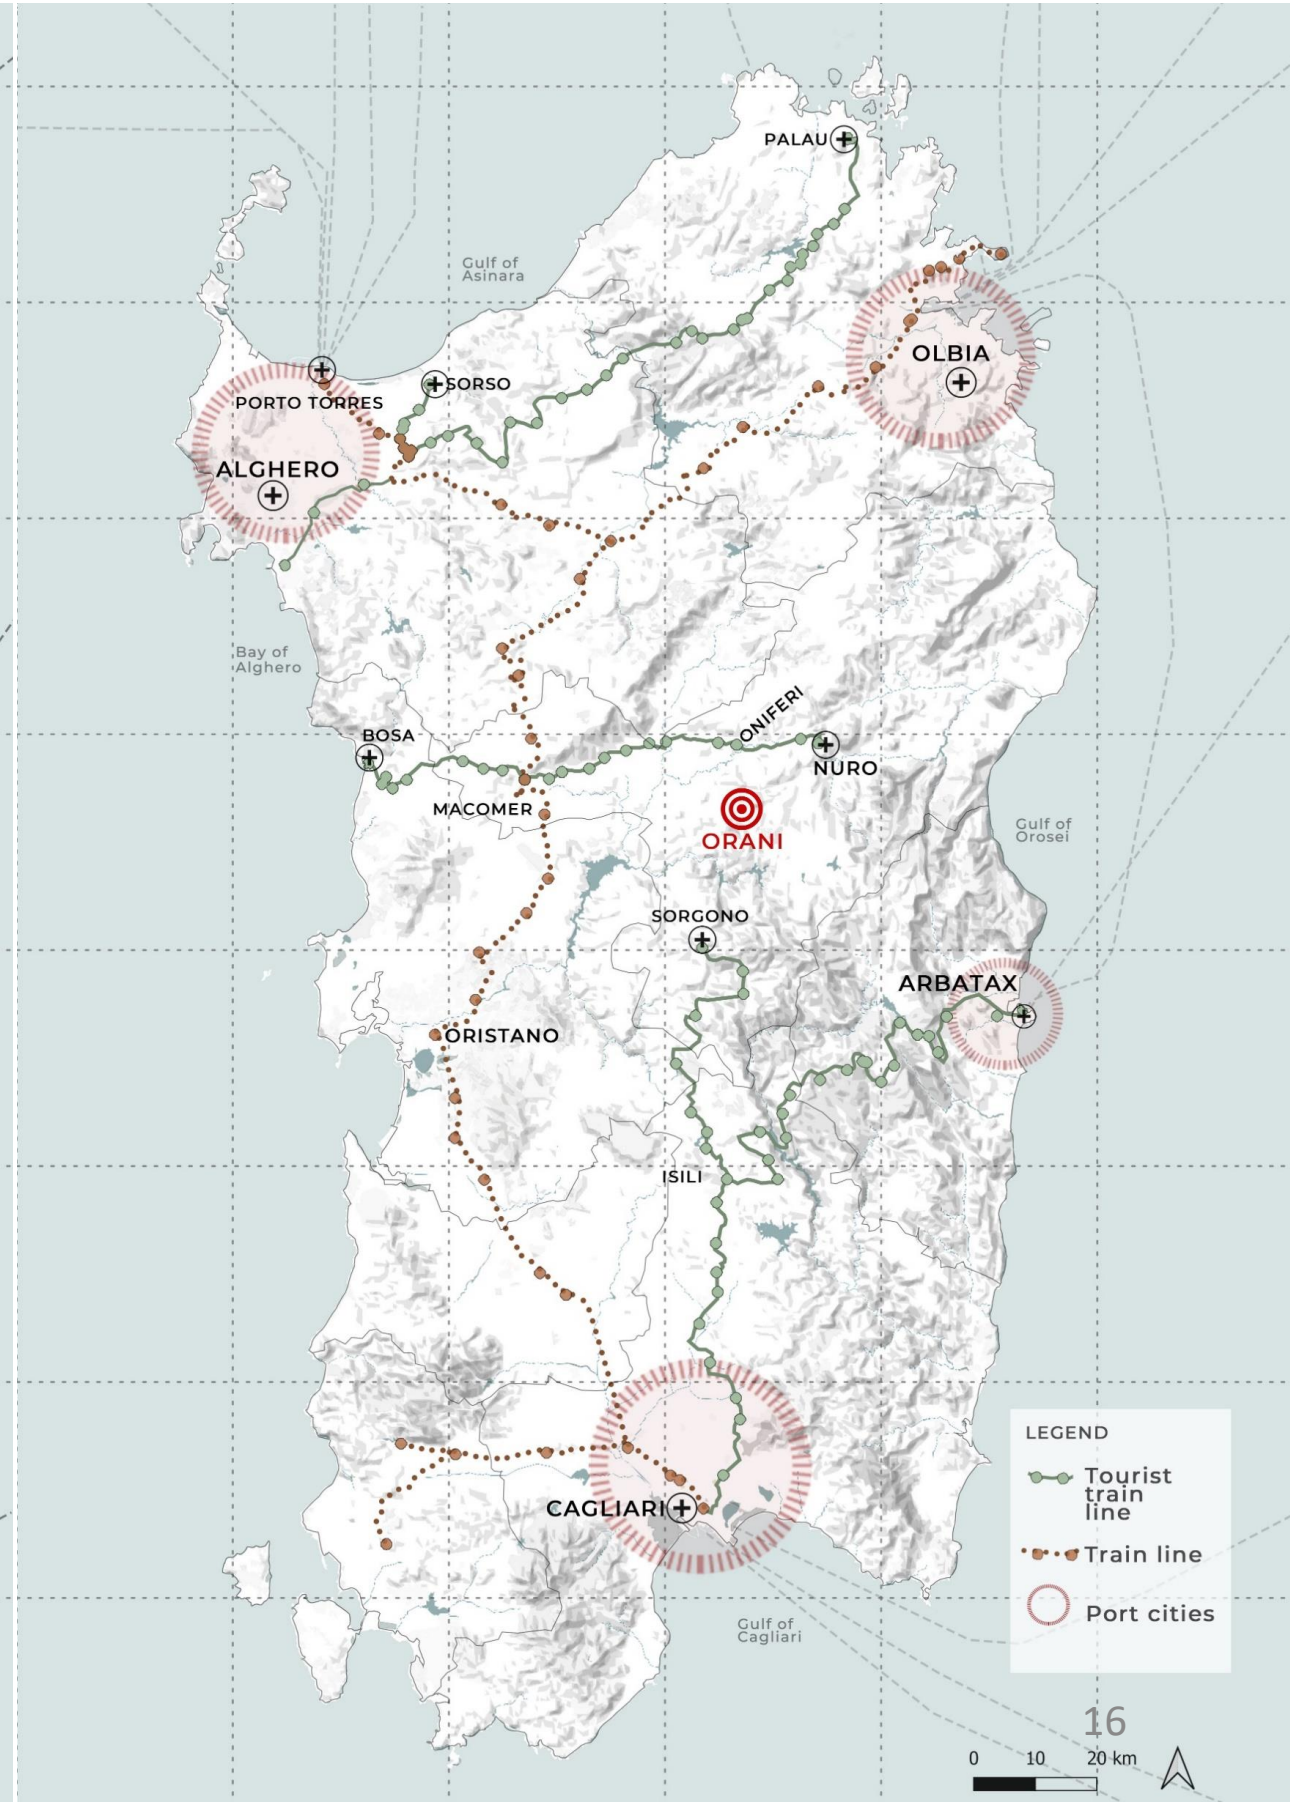 PALAU
Gulf of
Asinara
OLBIA
SORSO
PORTO TORRES
ALGHERO
Bay of
Alghero
ONIFERI
BOSA
NURO
MACOMER
ORANI
Gulf of
Orosei
SORGONO
ARBATAX
ORISTANO
ISILI
CAGLIARI
Gulf of
Cagliari
LEGEND
Tourist
train
line
Train line
Port cities
16
0 10 20 km